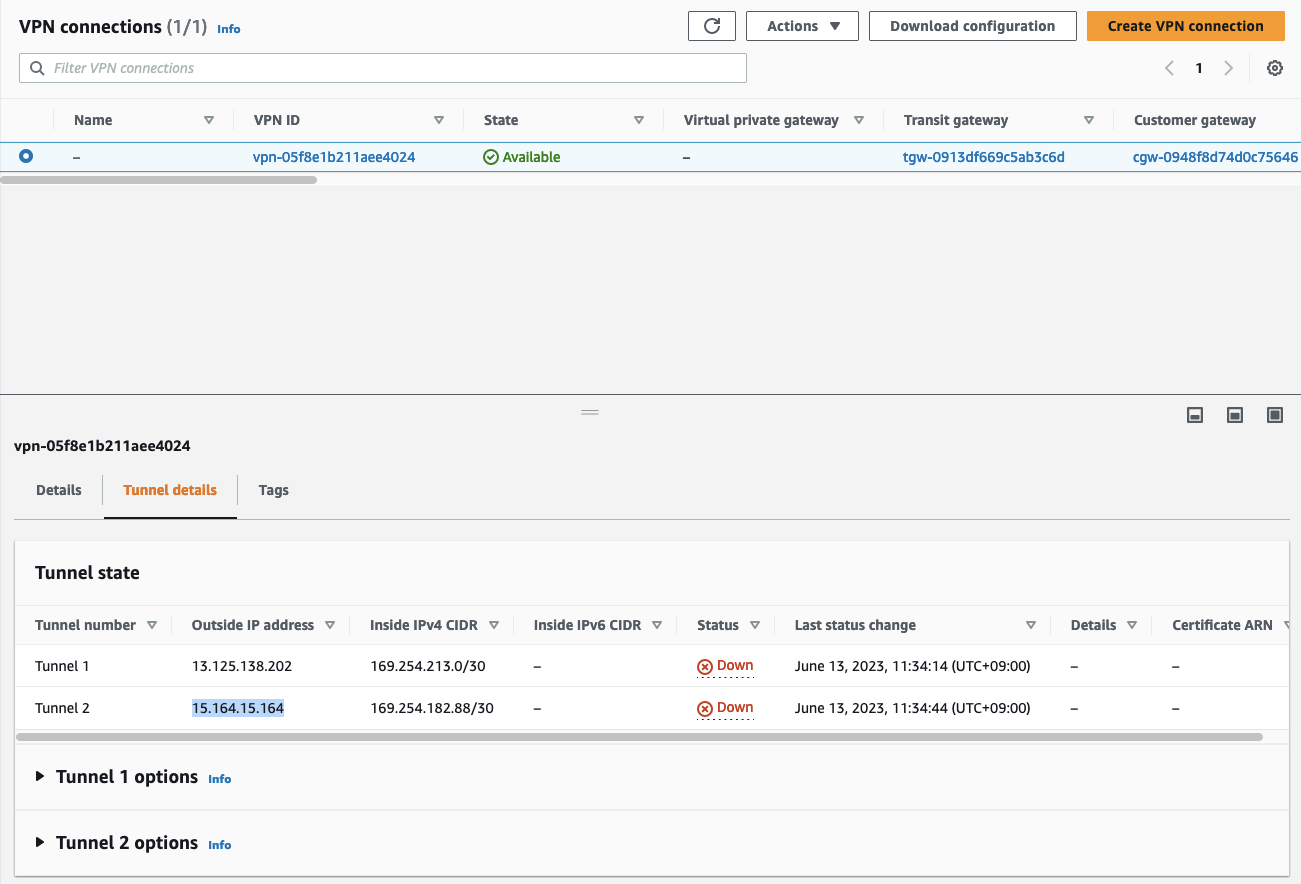 VPN connections (1/1) Info
Actions Download configuration Create VPN connection
Filter VPN connections
1
Name VPN ID State Virtual private gateway Transit gateway Customer gateway
– vpn-05f8e1b211aee4024 Available – tgw-0913df669c5ab3c6d cgw-0948f8d74d0c75646
vpn-05f8e1b211aee4024
Details Tunnel details Tags
Tunnel state
Tunnel number Outside IP address Inside IPv4 CIDR Inside IPv6 CIDR Status Last status change Details Certificate ARN
Tunnel 1 13.125.138.202 169.254.213.0/30 – Down June 13, 2023, 11:34:14 (UTC+09:00) – –
Tunnel 2 15.164.15.164 169.254.182.88/30 – Down June 13, 2023, 11:34:44 (UTC+09:00) – –
Tunnel 1 options Info
Tunnel 2 options Info